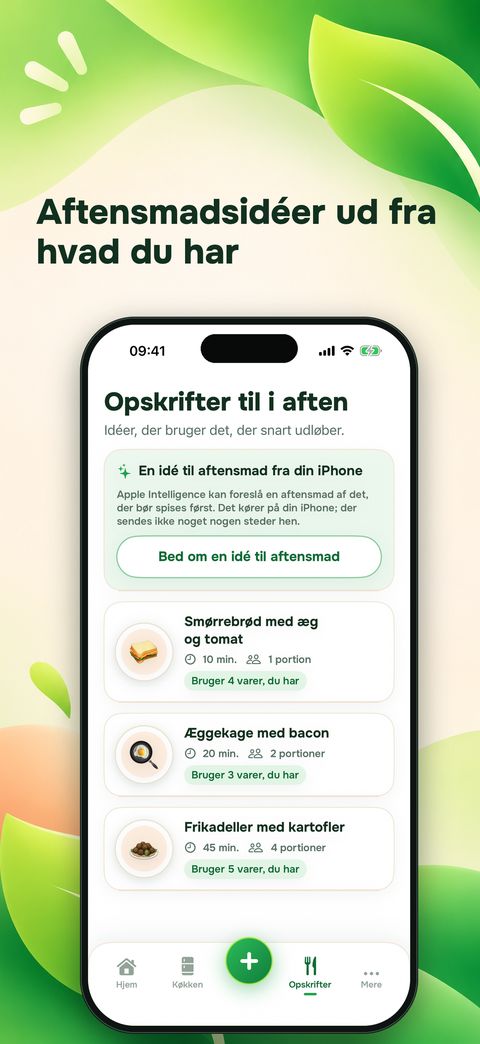 Aftensmadsidéer ud fra
hvad du har
09:41
Opskrifter til i aften
Idéer, der bruger det, der snart udløber.
En idé til aftensmad fra din iPhone
Apple Intelligence kan foreslå en aftensmad af det,
der bør spises først. Det kører på din iPhone; der
sendes ikke noget nogen steder hen.
Bed om en idé til aftensmad
Smørrebrød med æg
og tomat
10 min. 1 portion
Bruger 4 varer, du har
Æggekage med bacon
20 min. 2 portioner
Bruger 3 varer, du har
Frikadeller med kartofler
45 min. 4 portioner
Bruger 5 varer, du har
Hjem Køkken Opskrifter Mere